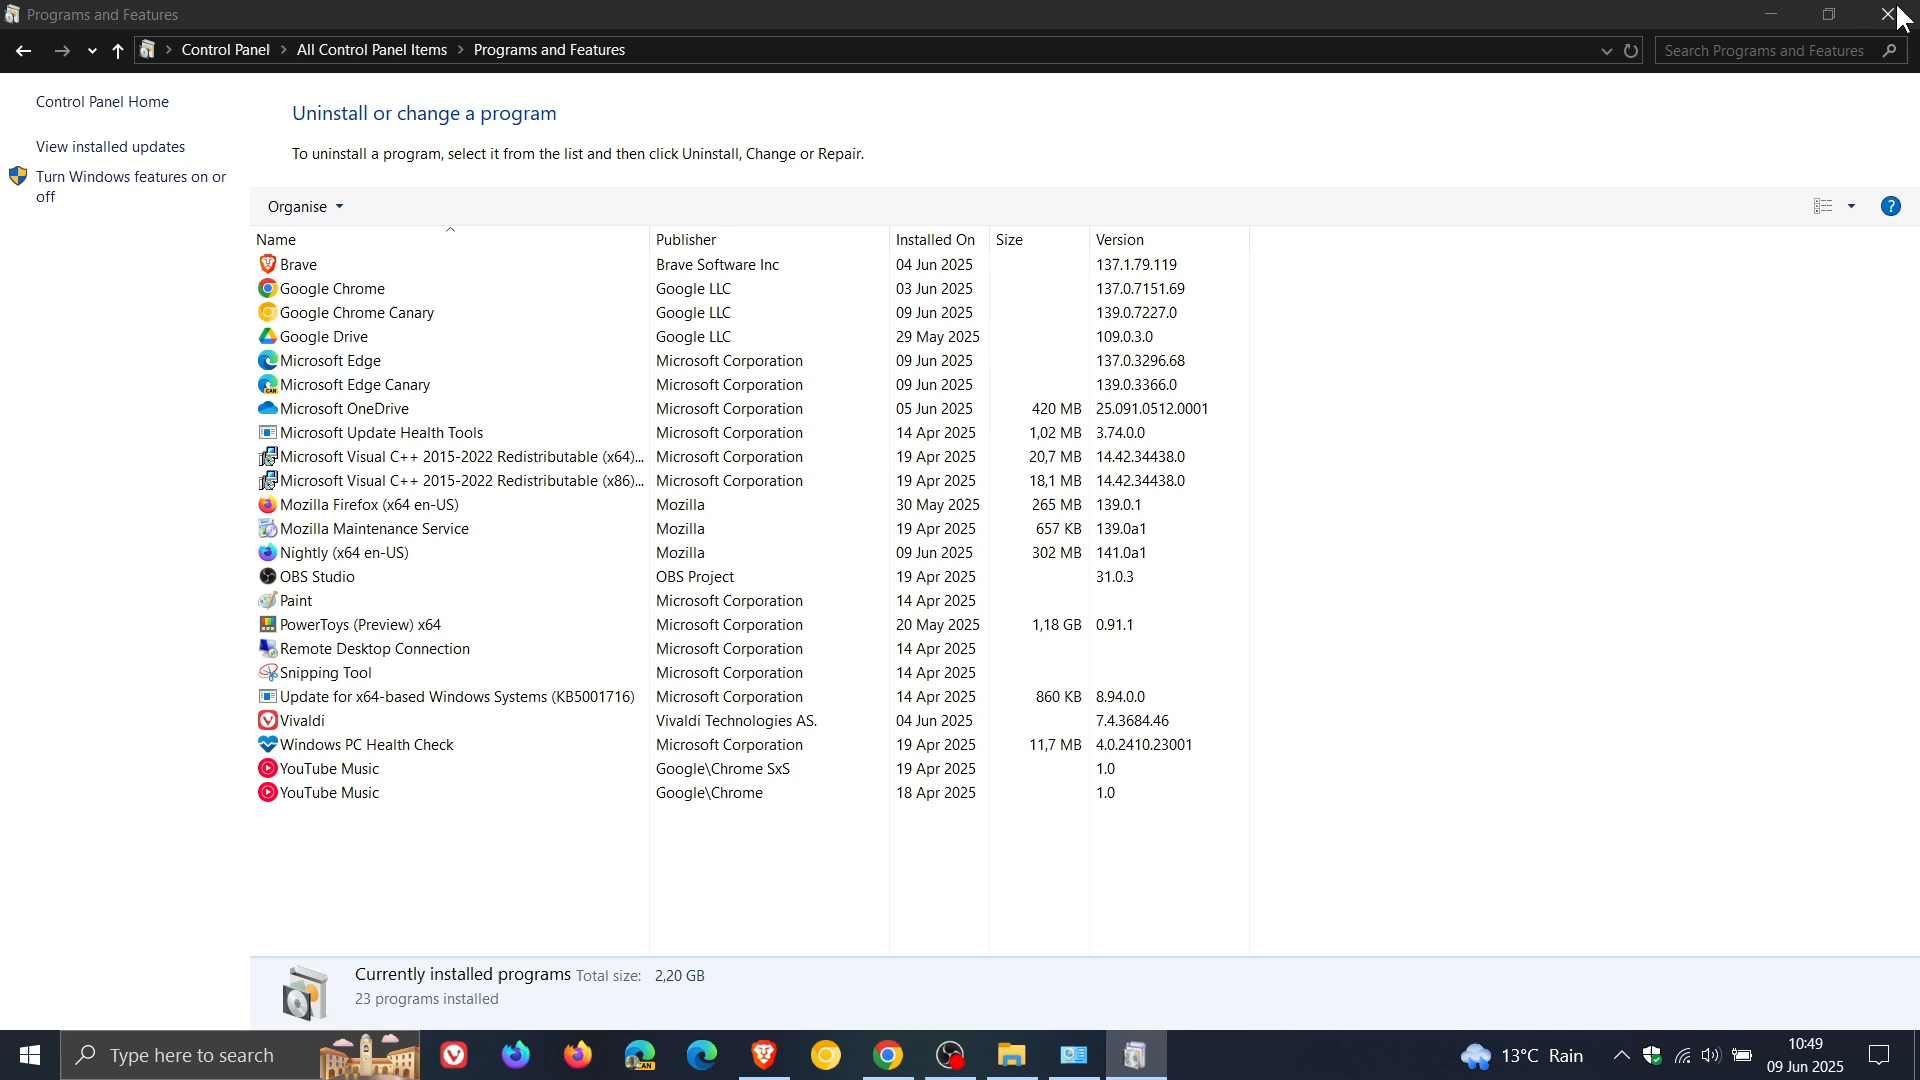 Programs and Features
Control Panel > All Control Panel Items > Programs and Features
Search Programs and Features
Control Panel Home
View installed updates
Turn Windows features on or
off
Uninstall or change a program
To uninstall a program, select it from the list and then click Uninstall, Change or Repair.
Organise
?
Name Publisher Installed On Size Version
Brave Brave Software Inc 04 Jun 2025 137.1.79.119
Google Chrome Google LLC 03 Jun 2025 137.0.7151.69
Google Chrome Canary Google LLC 09 Jun 2025 139.0.7227.0
Google Drive Google LLC 29 May 2025 109.0.3.0
Microsoft Edge Microsoft Corporation 09 Jun 2025 137.0.3296.68
Microsoft Edge Canary Microsoft Corporation 09 Jun 2025 139.0.3366.0
Microsoft OneDrive Microsoft Corporation 05 Jun 2025 420 MB 25.091.0512.0001
Microsoft Update Health Tools Microsoft Corporation 14 Apr 2025 1,02 MB 3.74.0.0
Microsoft Visual C++ 2015-2022 Redistributable (x64)... Microsoft Corporation 19 Apr 2025 20,7 MB 14.42.34438.0
Microsoft Visual C++ 2015-2022 Redistributable (x86)... Microsoft Corporation 19 Apr 2025 18,1 MB 14.42.34438.0
Mozilla Firefox (x64 en-US) Mozilla 30 May 2025 265 MB 139.0.1
Mozilla Maintenance Service Mozilla 19 Apr 2025 657 KB 139.0a1
Nightly (x64 en-US) Mozilla 09 Jun 2025 302 MB 141.0a1
OBS Studio OBS Project 19 Apr 2025 31.0.3
Paint Microsoft Corporation 14 Apr 2025
PowerToys (Preview) x64 Microsoft Corporation 20 May 2025 1,18 GB 0.91.1
Remote Desktop Connection Microsoft Corporation 14 Apr 2025
Snipping Tool Microsoft Corporation 14 Apr 2025
Update for x64-based Windows Systems (KB5001716) Microsoft Corporation 14 Apr 2025 860 KB 8.94.0.0
Vivaldi Vivaldi Technologies AS. 04 Jun 2025 7.4.3684.46
Windows PC Health Check Microsoft Corporation 19 Apr 2025 11,7 MB 4.0.2410.23001
YouTube Music Google\Chrome SxS 19 Apr 2025 1.0
YouTube Music Google\Chrome 18 Apr 2025 1.0
Currently installed programs Total size: 2,20 GB
23 programs installed
Type here to search
CAN
13°C Rain
10:49
09 Jun 2025